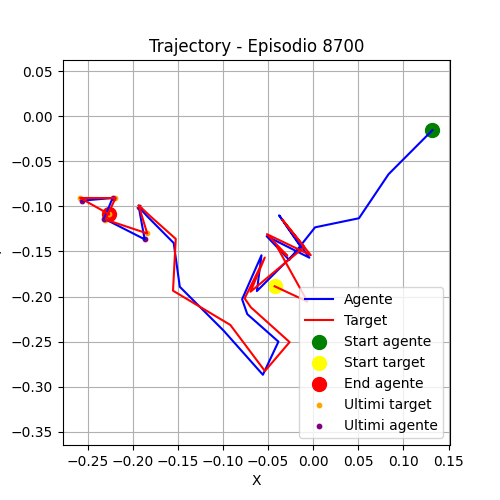 Trajectory - Episodio 8700
0.05
0.00
−0.05
−0.10
−0.15
−0.20
−0.25
−0.30
−0.35
−0.25 −0.20 −0.15 −0.10 −0.05 0.00 0.05 0.10 0.15
X
Agente
Target
Start agente
Start target
End agente
Ultimi target
Ultimi agente